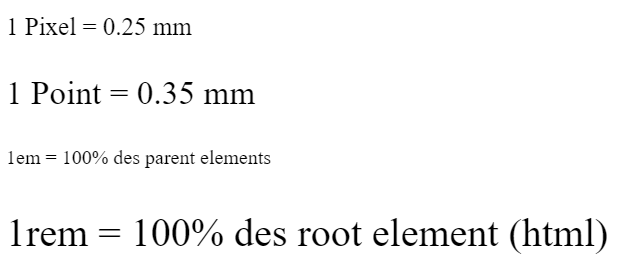 1 Pixel = 0.25 mm
1 Point = 0.35 mm
1em = 100% des parent elements
1rem = 100% des root element (html)